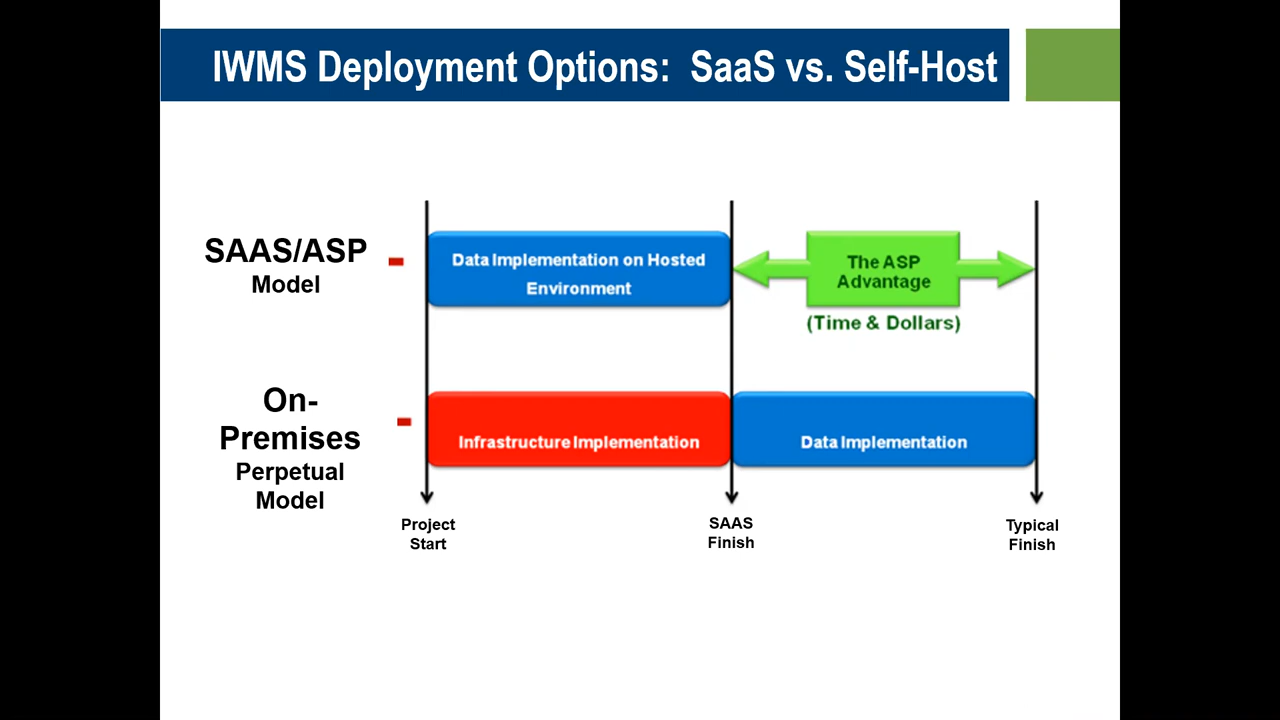 IWMS Deployment Options: SaaS vs. Self-Host
SAAS/ASP
Model
Data Implementation on Hosted
Environment
The ASP
Advantage
(Time & Dollars)
On-
Premises
Perpetual
Model
Infrastructure Implementation
Data Implementation
Project
Start
SAAS
Finish
Typical
Finish